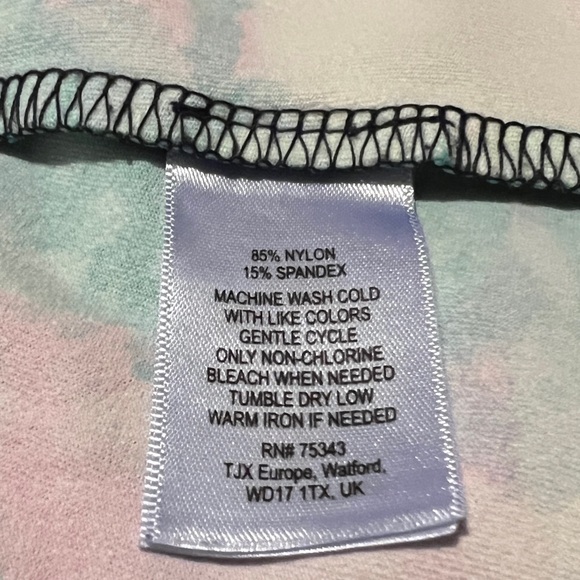 85% NYLON
15% SPANDEX
MACHINE WASH COLD
WITH LIKE COLORS
GENTLE CYCLE
ONLY NON-CHLORINE
BLEACH WHEN NEEDED
TUMBLE DRY LOW
WARM IRON IF NEEDED
RN# 75343
TJX Europe, Watford,
WD17 1TX, UK